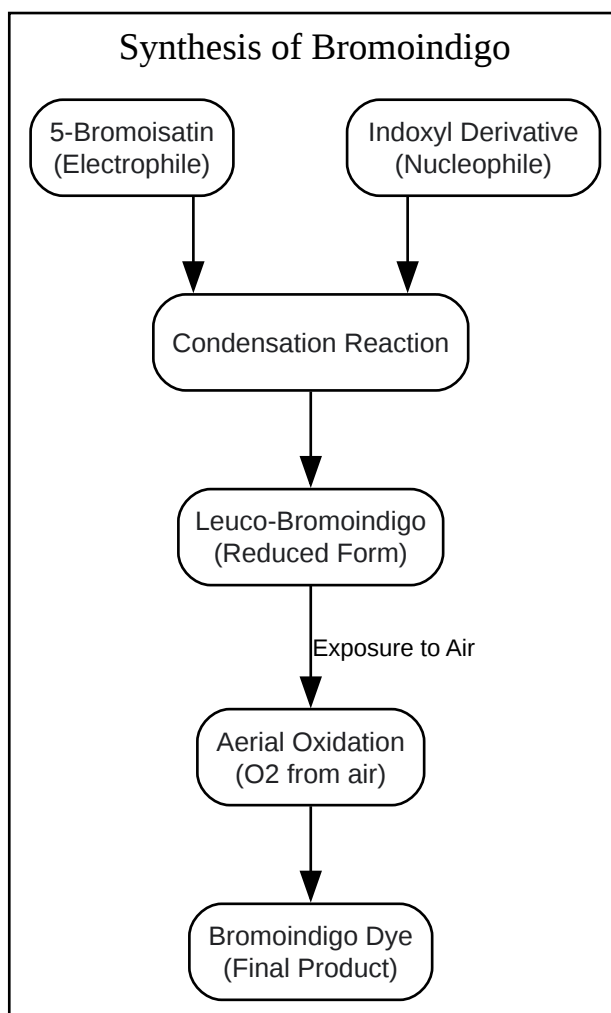 Synthesis of Bromoindigo
5-Bromoisatin
(Electrophile)
Indoxyl Derivative
(Nucleophile)
Condensation Reaction
Leuco-Bromoindigo
(Reduced Form)
Exposure to Air
Aerial Oxidation
(O2 from air)
Bromoindigo Dye
(Final Product)